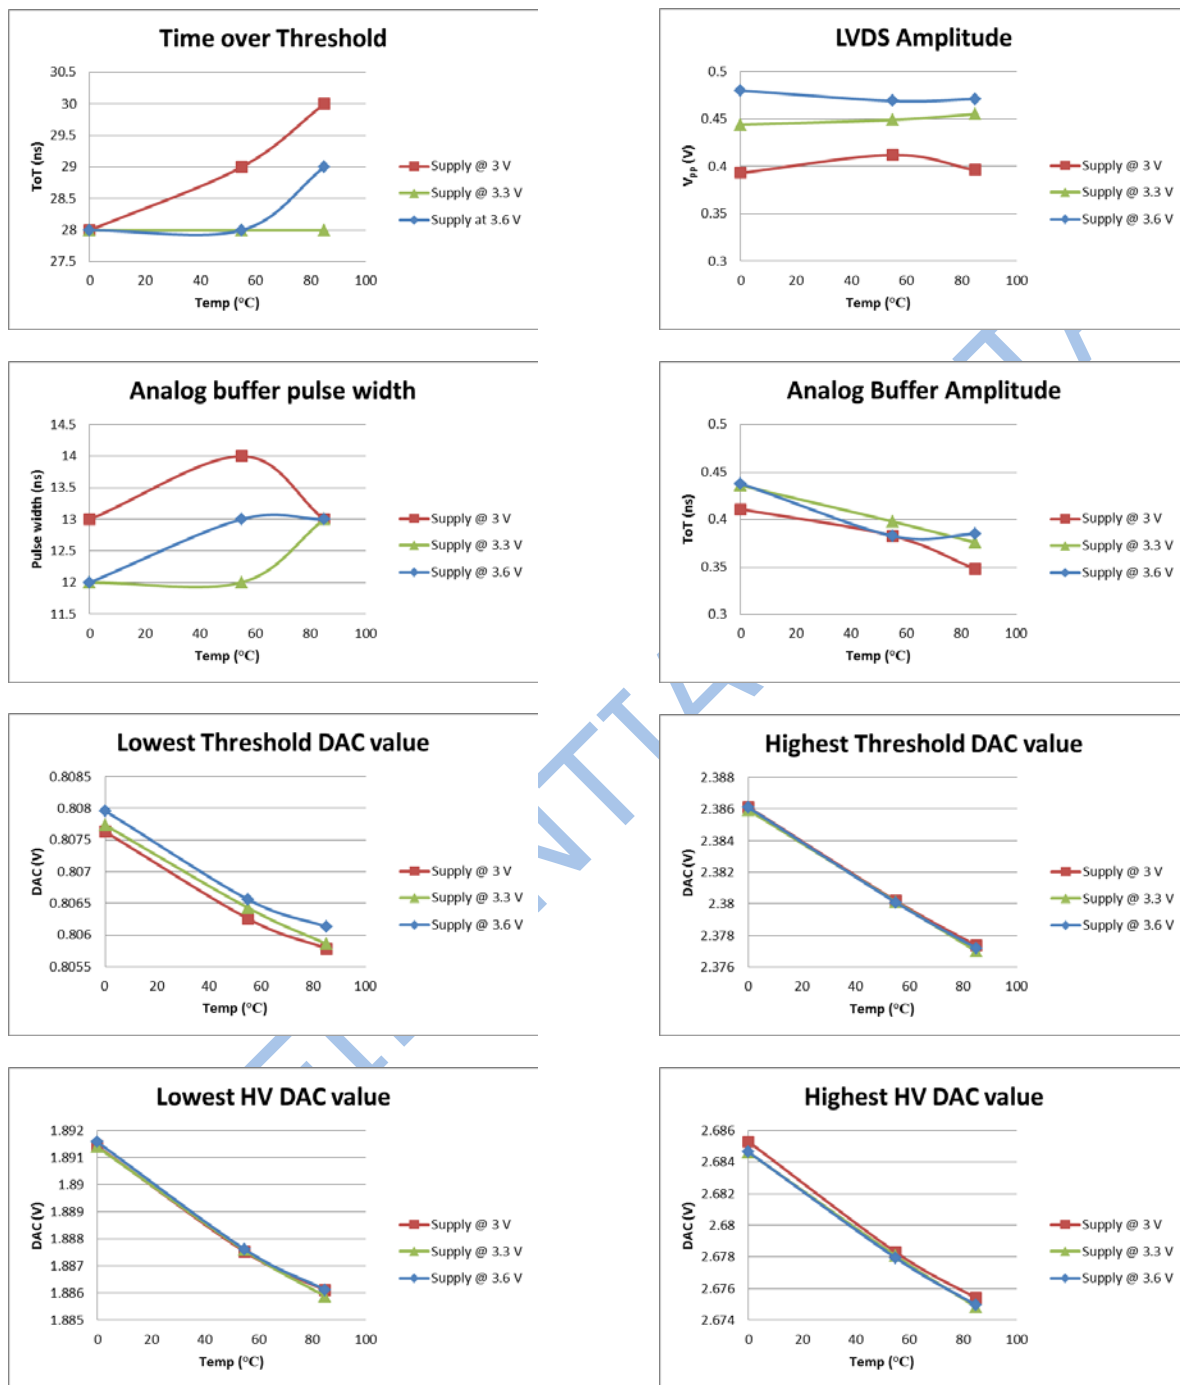 Time over Threshold
30.5
30
29.5
29
28.5
28
27.5
ToT (ns)
0 20 40 60 80 100
Temp (°C)
Supply @ 3 V
Supply @ 3.3 V
Supply at 3.6 V
LVDS Amplitude
0.5
0.45
0.4
0.35
0.3
Vpp (V)
0 20 40 60 80 100
Temp (°C)
Supply @ 3 V
Supply @ 3.3 V
Supply @ 3.6 V
Analog buffer pulse width
14.5
14
13.5
13
12.5
12
11.5
Pulse width (ns)
0 20 40 60 80 100
Temp (°C)
Supply @ 3 V
Supply @ 3.3 V
Supply @ 3.6 V
Analog Buffer Amplitude
0.5
0.45
0.4
0.35
0.3
ToT (ns)
0 20 40 60 80 100
Temp (°C)
Supply @ 3 V
Supply @ 3.3 V
Supply @ 3.6 V
Lowest Threshold DAC value
0.8085
0.808
0.8075
0.807
0.8065
0.806
0.8055
DAC (V)
0 20 40 60 80 100
Temp (°C)
Supply @ 3 V
Supply @ 3.3 V
Supply @ 3.6 V
Highest Threshold DAC value
2.388
2.386
2.384
2.382
2.38
2.378
2.376
DAC (V)
0 20 40 60 80 100
Temp (°C)
Supply @ 3 V
Supply @ 3.3 V
Supply @ 3.6 V
Lowest HV DAC value
1.892
1.891
1.89
1.889
1.888
1.887
1.886
1.885
DAC (V)
0 20 40 60 80 100
Temp (°C)
Supply @ 3 V
Supply @ 3.3 V
Supply @ 3.6 V
Highest HV DAC value
2.686
2.684
2.682
2.68
2.678
2.676
2.674
DAC (V)
0 20 40 60 80 100
Temp (°C)
Supply @ 3 V
Supply @ 3.3 V
Supply @ 3.6 V